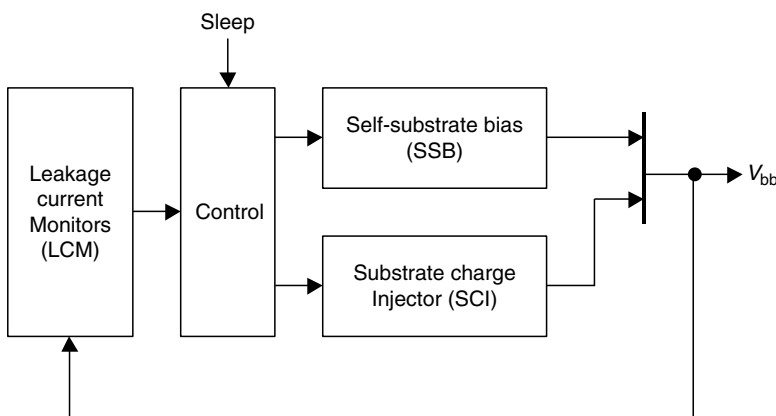 Sleep
Leakage
current
Monitors
(LCM)
Control
Self-substrate bias
(SSB)
Substrate charge
Injector (SCI)
Vbb